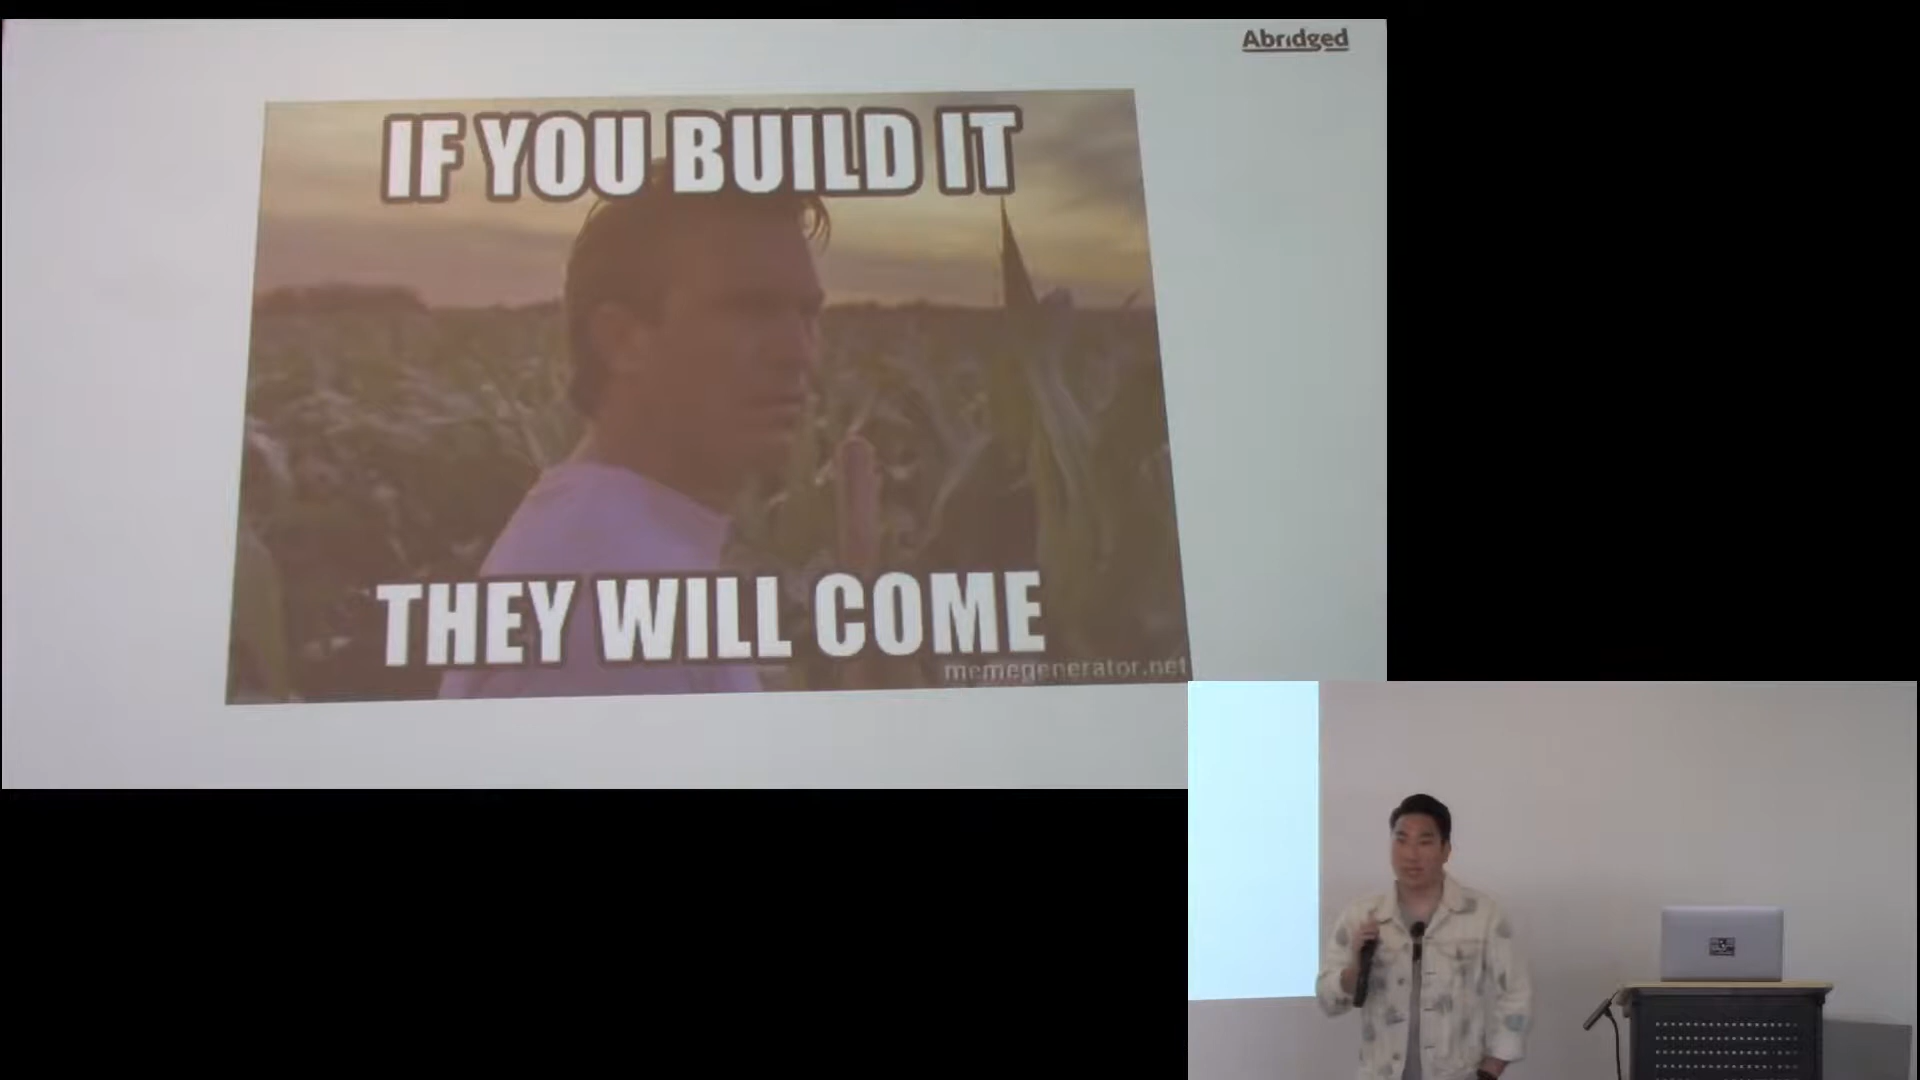 Abridged
IF YOU BUILD IT
THEY WILL COME
memegenerator.net